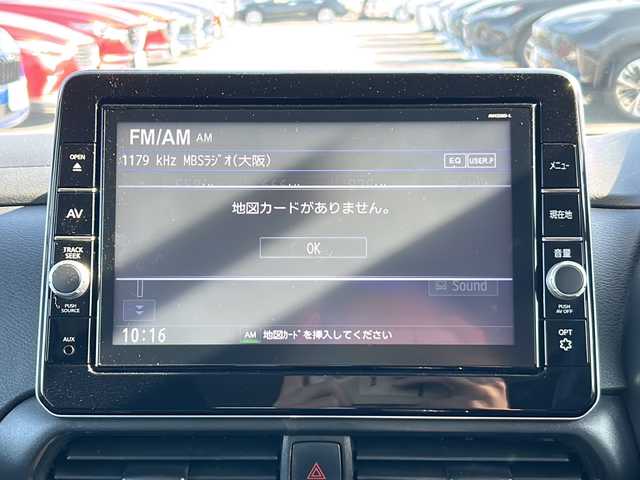 FM/AM AM
1179 kHz MBSﾗｼﾞｵ(大阪) EQ USER.P
地図カードがありません。
OK
Sound
10:16 AM 地図ｶｰﾄﾞを挿入してください
OPEN
AV
TRACK
SEEK
PUSH
SOURCE
AUX
メニュー
現在地
音量
PUSH
AV OFF
OPT